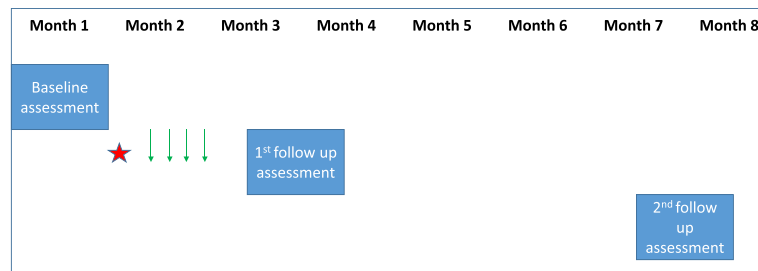 Month 1 Month 2 Month 3 Month 4 Month 5 Month 6 Month 7 Month 8
Baseline
assessment
1st follow up
assessment
2nd follow
up
assessment